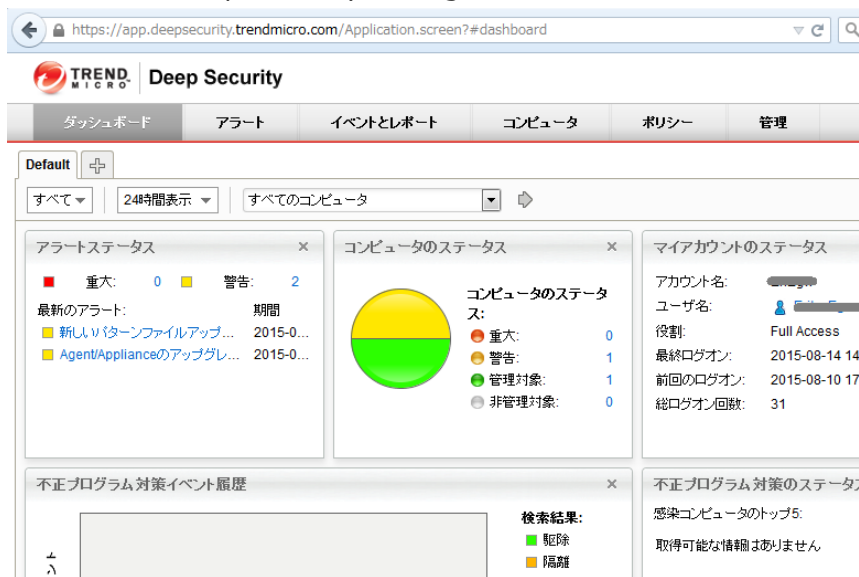 https://app.deepsecurity.trendmicro.com/Application.screen?#dashboard
TREND MICRO Deep Security
ダッシュボード アラート イベントとレポート コンピュータ ポリシー 管理
Default
すべて 24時間表示 すべてのコンピュータ
アラートステータス
重大: 0 警告: 2
最新のアラート: 期間
新しいパターンファイルアップ... 2015-0...
Agent/Applianceのアップグレ... 2015-0...
コンピュータのステータス
コンピュータのステータ
ス:
重大: 0
警告: 1
管理対象: 1
非管理対象: 0
マイアカウントのステータス
アカウント名:
ユーザ名:
役割: Full Access
最終ログオン: 2015-08-14 14
前回のログオン: 2015-08-10 17
総ログオン回数: 31
不正プログラム対策イベント履歴
検索結果:
駆除
隔離
不正プログラム対策のステータス
感染コンピュータのトップ5:
取得可能な情報はありません